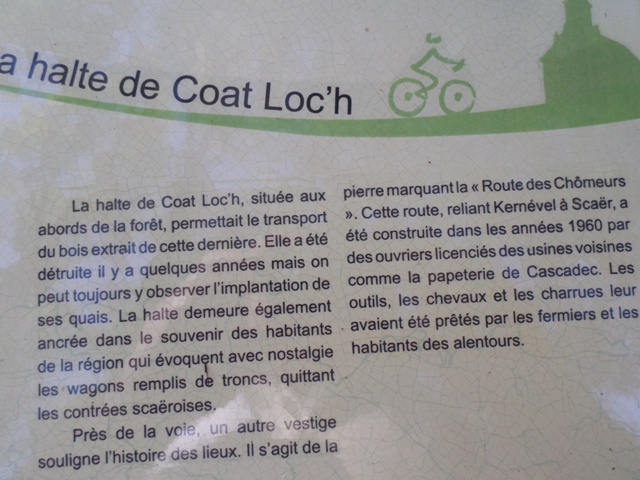 a halte de Coat Loc'h
La halte de Coat Loc'h, située aux
abords de la forêt, permettait le transport
du bois extrait de cette dernière. Elle a été
détruite il y a quelques années mais on
peut toujours y observer l'implantation de
ses quais. La halte demeure également
ancrée dans le souvenir des habitants
de la région qui évoquent avec nostalgie
les wagons remplis de troncs, quittant
les contrées scaëroises.
Près de la voie, un autre vestige
souligne l'histoire des lieux. Il s'agit de la
pierre marquant la « Route des Chômeurs
». Cette route, reliant Kernével à Scaër, a
été construite dans les années 1960 par
des ouvriers licenciés des usines voisines
comme la papeterie de Cascadec. Les
outils, les chevaux et les charrues leur
avaient été prêtés par les fermiers et les
habitants des alentours.